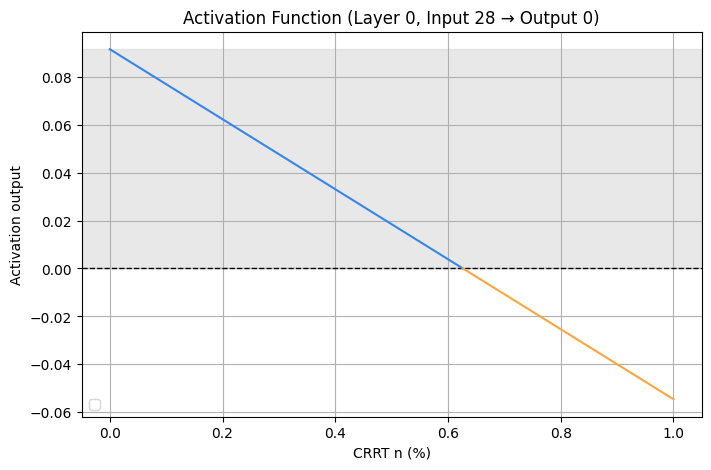 Activation Function (Layer 0, Input 28 → Output 0)
Activation output
0.08
0.06
0.04
0.02
0.00
−0.02
−0.04
−0.06
0.0 0.2 0.4 0.6 0.8 1.0
CRRT n (%)